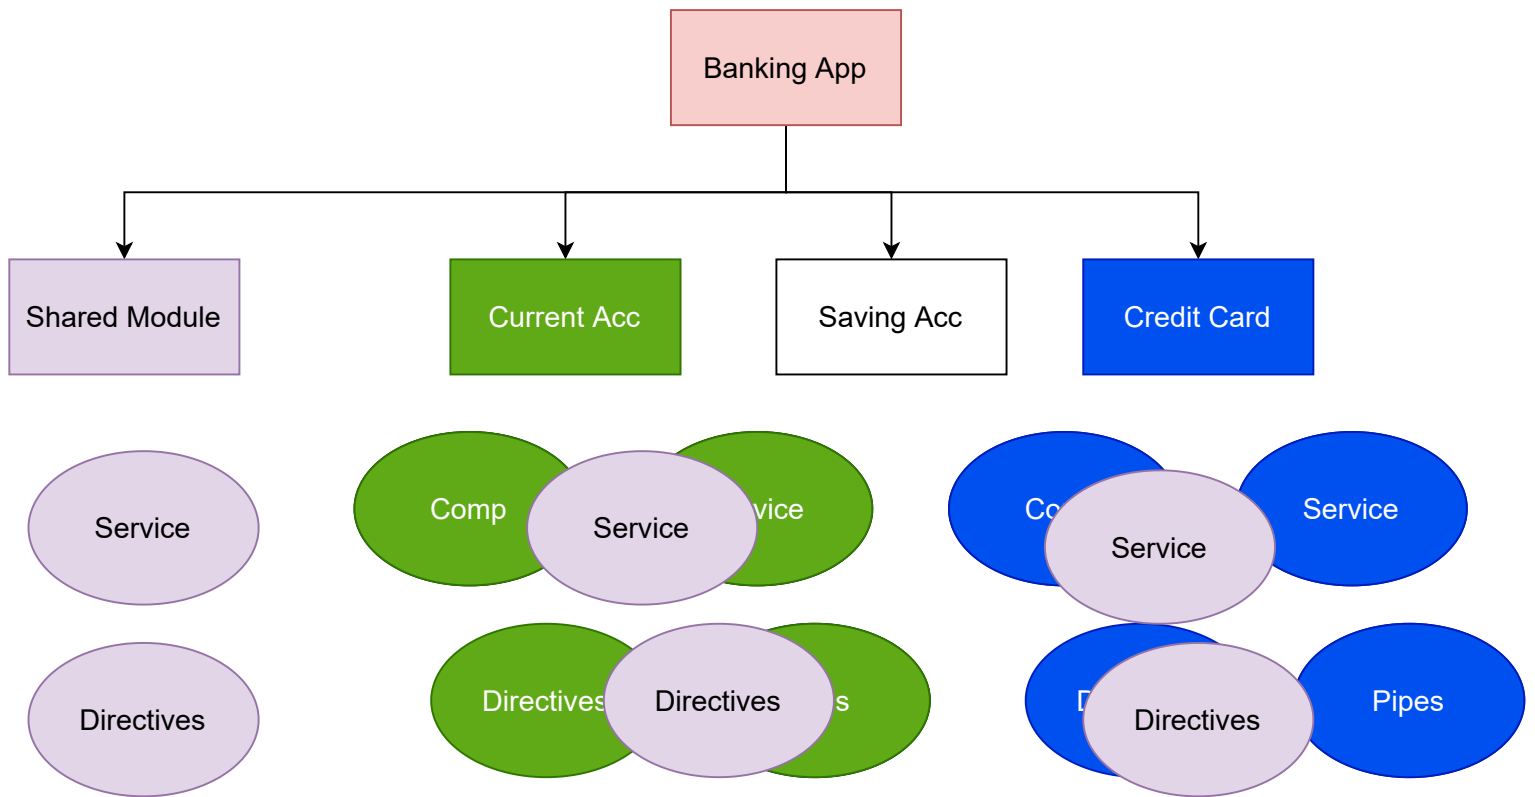 Banking App
Shared Module
Current Acc
Saving Acc
Credit Card
Comp
Service
Service
Service
Service
Directives
Directives
Directives
Directives
Pipes